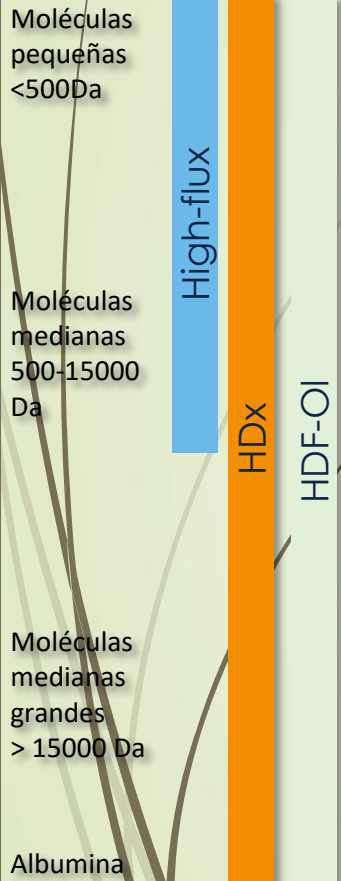 Moléculas
pequeñas
<500Da
High-flux
Moléculas
medianas
500-15000
Da
HDx
HDF-Ol
Moléculas
medianas
grandes
> 15000 Da
Albumina